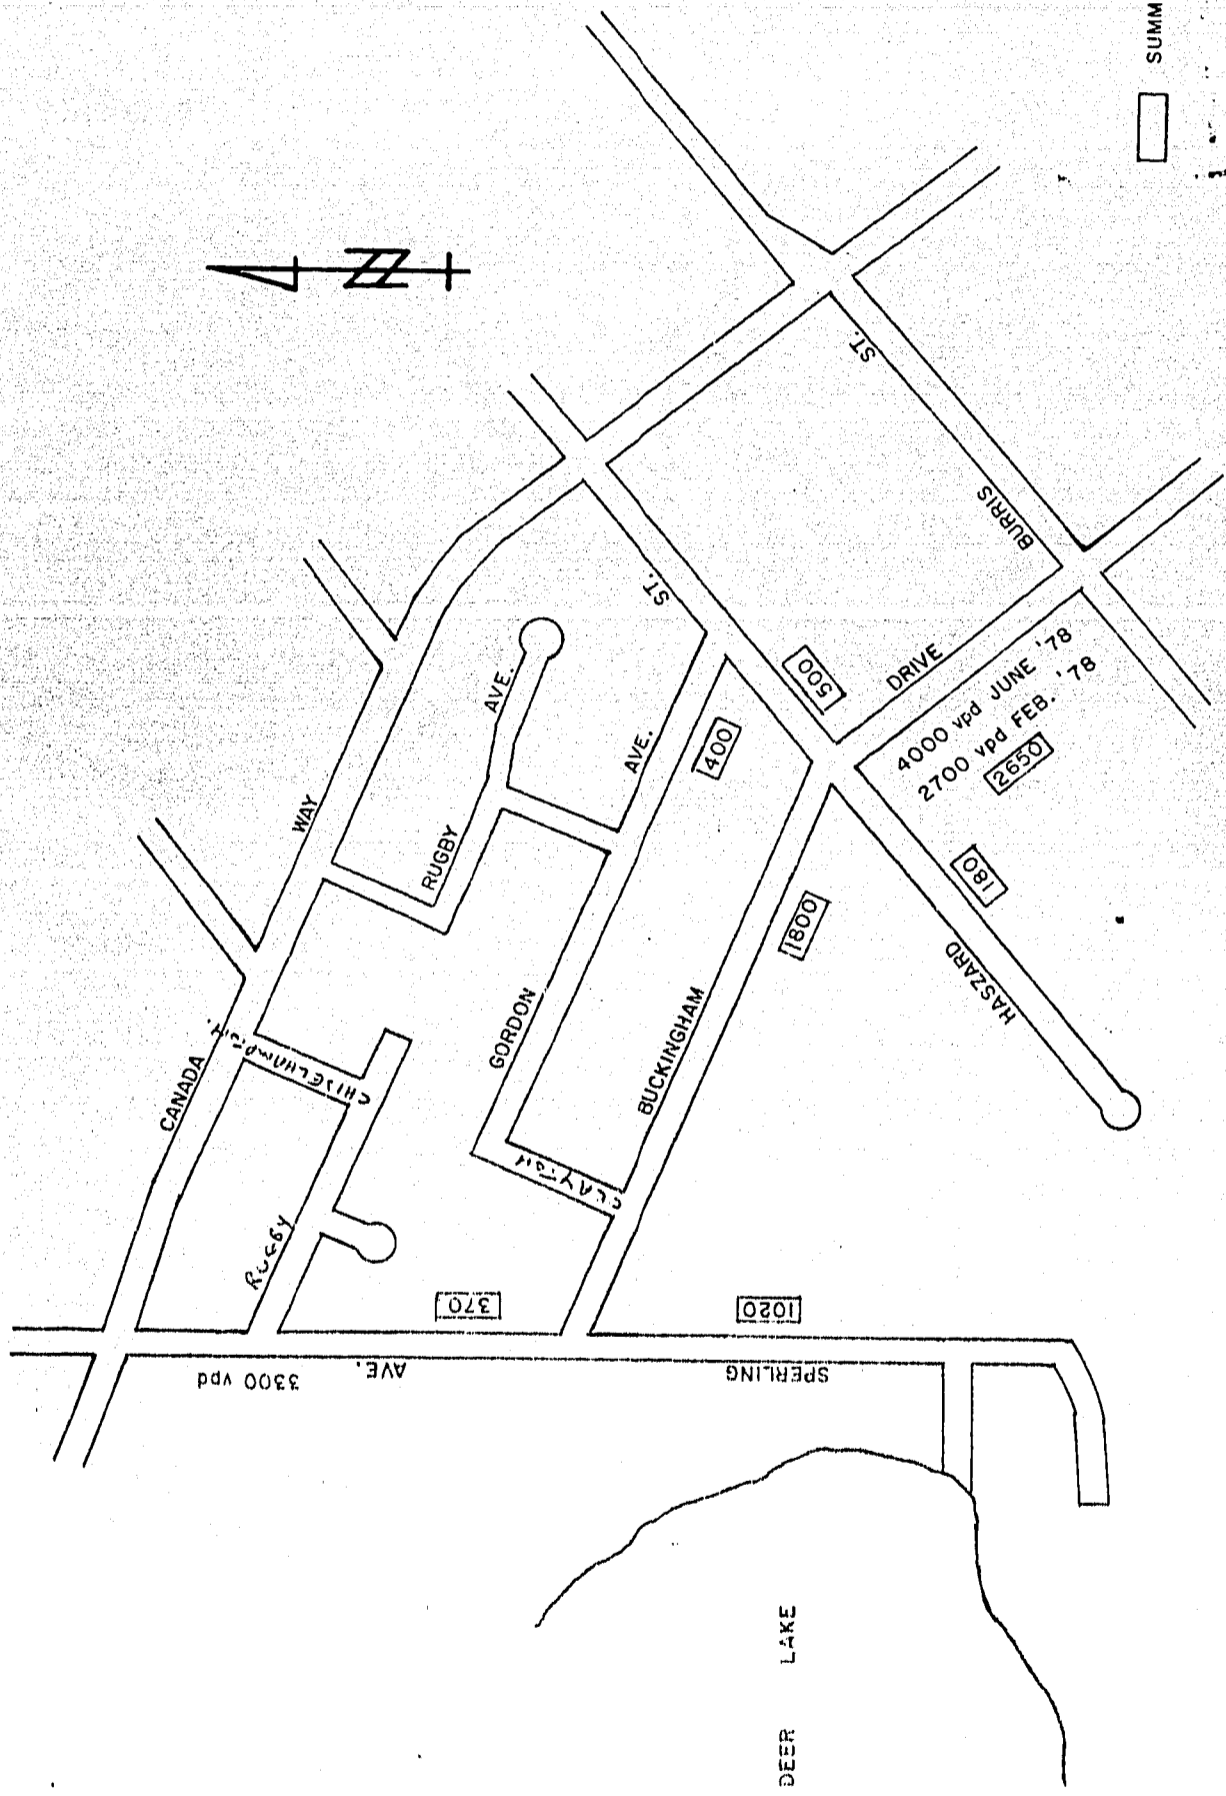 SUMM
N
ST.
BURRIS
ST.
500
DRIVE
4000 vpd JUNE '78
2700 vpd FEB. '78
2650
AVE.
AVE.
400
WAY
RUGBY
180
1800
HASZARD
GORDON
BUCKINGHAM
CANADA
CHISELHAMPTON.
CLAYTON
RUGBY
370
1020
3300 vpd
AVE.
SPERLING
DEER LAKE